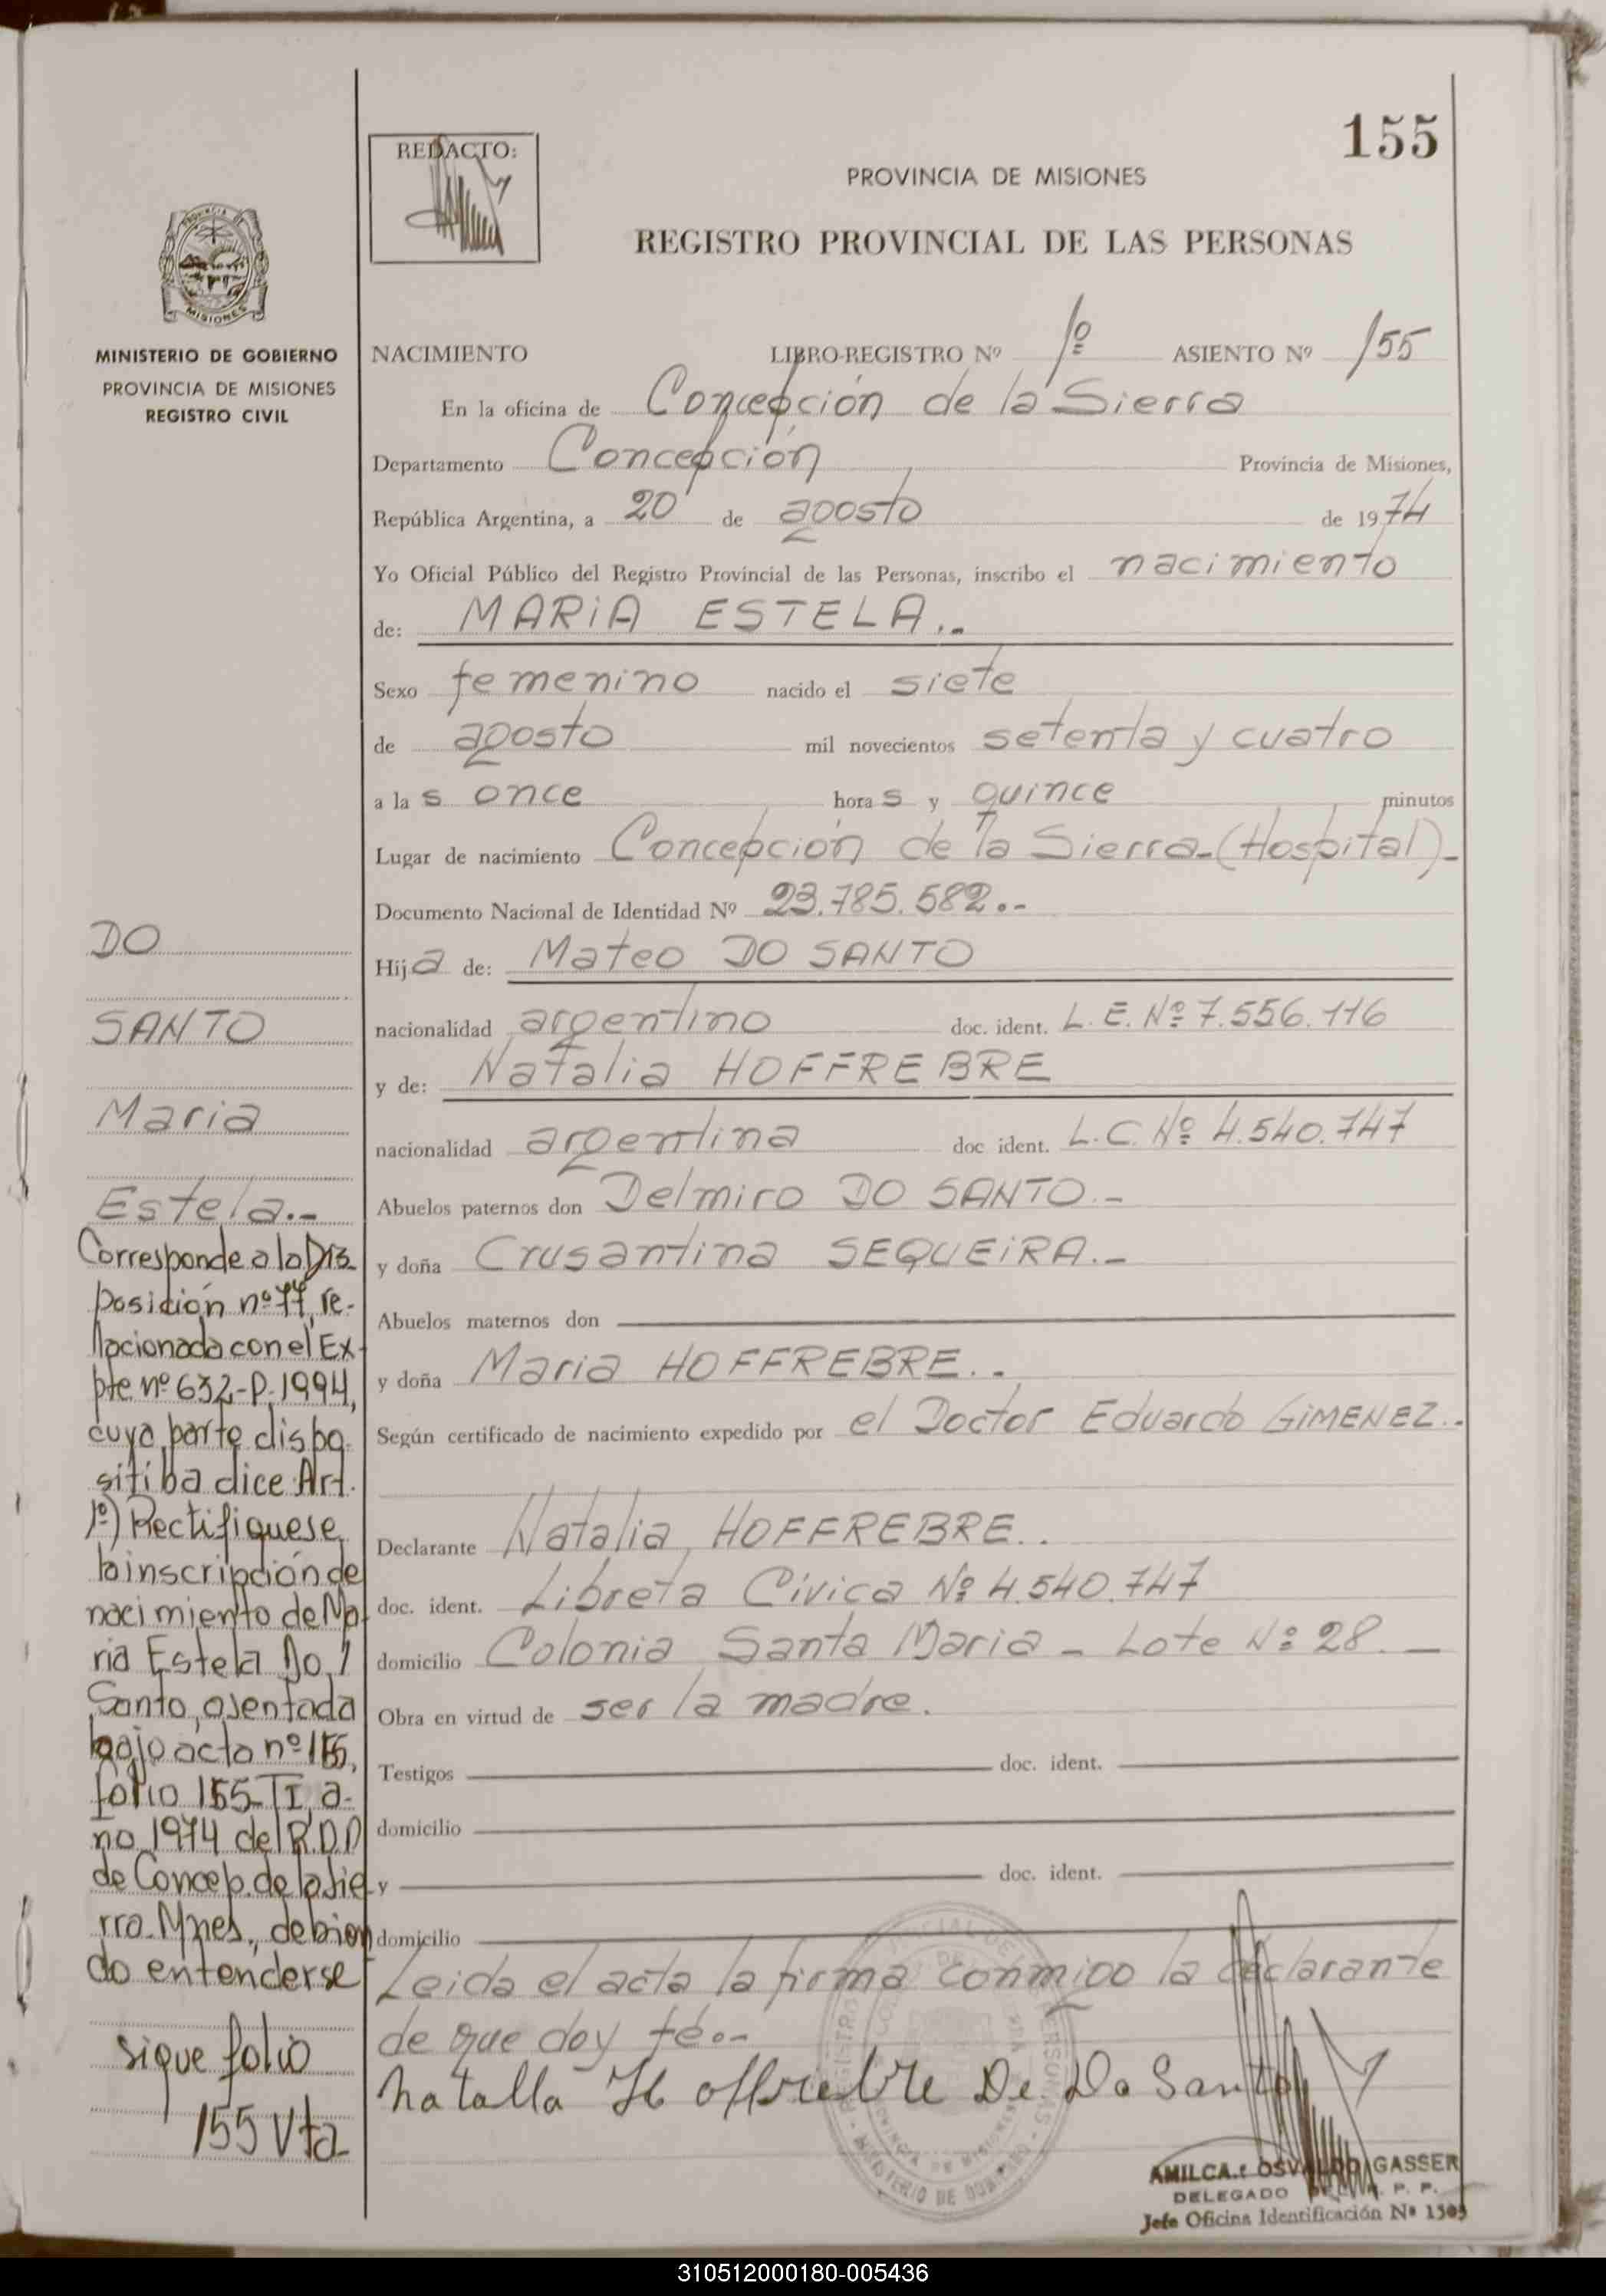 155
REDACTO:
PROVINCIA DE MISIONES
REGISTRO PROVINCIAL DE LAS PERSONAS
MISIONES
MINISTERIO DE GOBIERNO
PROVINCIA DE MISIONES
REGISTRO CIVIL
NACIMIENTO LIBRO-REGISTRO Nº 1º ASIENTO Nº 155
En la oficina de Concepción de la Sierra
Departamento Concepción Provincia de Misiones,
República Argentina, a 20 de agosto de 1974
Yo Oficial Público del Registro Provincial de las Personas, inscribo el nacimiento
de: MARIA ESTELA.-
Sexo femenino nacido el siete
de agosto mil novecientos setenta y cuatro
a las once horas y quince minutos
Lugar de nacimiento Concepción de la Sierra-(Hospital)-
Documento Nacional de Identidad Nº 23.785.582.-
Hija de: Mateo DO SANTO
nacionalidad argentino doc. ident. L.E. Nº 7.556.116
y de: Natalia HOFFREBRE
nacionalidad argentina doc ident. L.C. Nº 4.540.747
Abuelos paternos don Delmiro DO SANTO.-
y doña Crusantina SEQUEIRA.-
Abuelos maternos don
y doña Maria HOFFREBRE..
Según certificado de nacimiento expedido por el Doctor Eduardo GIMENEZ.-
Declarante Natalia HOFFREBRE..
doc. ident. Libreta Cívica Nº 4.540.747
domicilio Colonia Santa Maria - Lote Nº 28.-
Obra en virtud de ser la madre.
Testigos doc. ident.
domicilio
y doc. ident.
domicilio
Leida el acta la firma conmigo la declarante
de que doy fé.-
Natalla Hoffriebre De Do Santo
AMILCAR OSVALDO GASSER
DELEGADO R. P. P.
Jefe Oficina Identificación Nº 1505
DO
SANTO
Maria
Estela.-
Corresponde a la Dis
posición nº 77, re-
lacionada con el Ex-
pte nº 632-P-1994,
cuya parte dispo
sitiba dice Art.
1º) Rectifiquese
la inscripción de
nacimiento de Ma-
ria Estela Do
Santo, asentada
bajo acta nº 155,
folio 155-TI, a-
no 1974 del R.D.P
de Concep. de la Sie-
rra. Mnes., debien
do entenderse
sigue folio
155 Vta
310512000180-005436